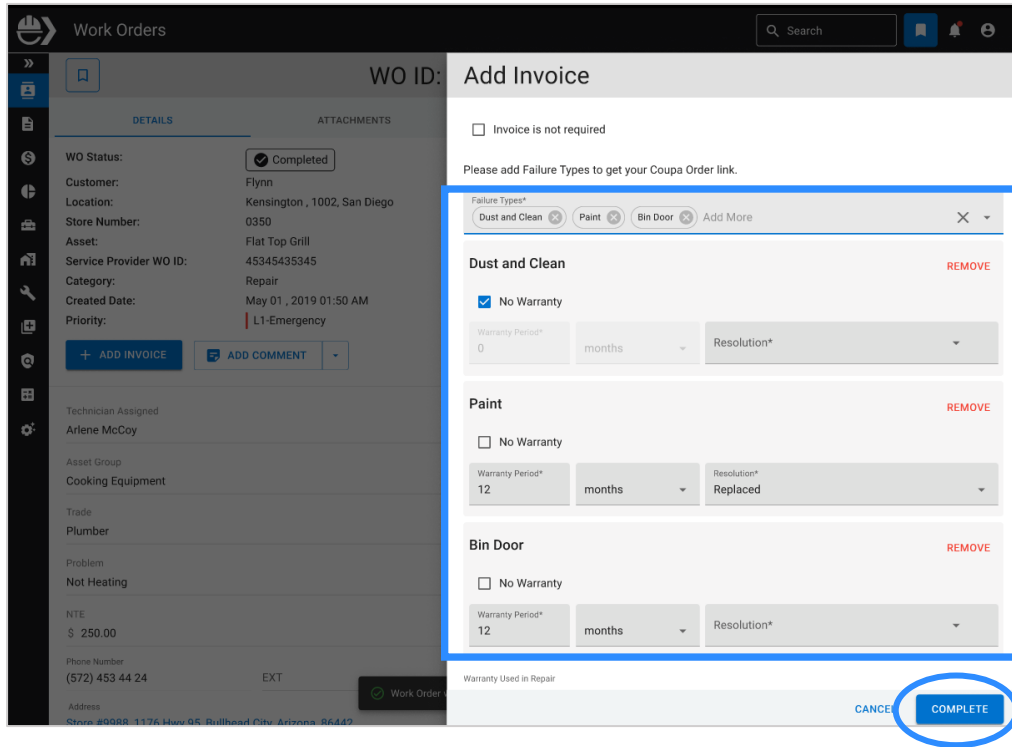 Work Orders
Search
WO ID:
DETAILS
ATTACHMENTS
WO Status:
Completed
Customer:
Flynn
Location:
Kensington , 1002, San Diego
Store Number:
0350
Asset:
Flat Top Grill
Service Provider WO ID:
45345435345
Category:
Repair
Created Date:
May 01 , 2019 01:50 AM
Priority:
L1-Emergency
+ ADD INVOICE
ADD COMMENT
Technician Assigned
Arlene McCoy
Asset Group
Cooking Equipment
Trade
Plumber
Problem
Not Heating
NTE
$ 250.00
Phone Number
(572) 453 44 24
EXT
Address
Store #9988, 1176 Hwy 95, Bullhead City, Arizona, 86442
Work Order
Add Invoice
Invoice is not required
Please add Failure Types to get your Coupa Order link.
Failure Types*
Dust and Clean
Paint
Bin Door
Add More
Dust and Clean
REMOVE
No Warranty
Warranty Period*
0
months
Resolution*
Paint
REMOVE
No Warranty
Warranty Period*
12
months
Resolution*
Replaced
Bin Door
REMOVE
No Warranty
Warranty Period*
12
months
Resolution*
Warranty Used in Repair
CANCEL
COMPLETE